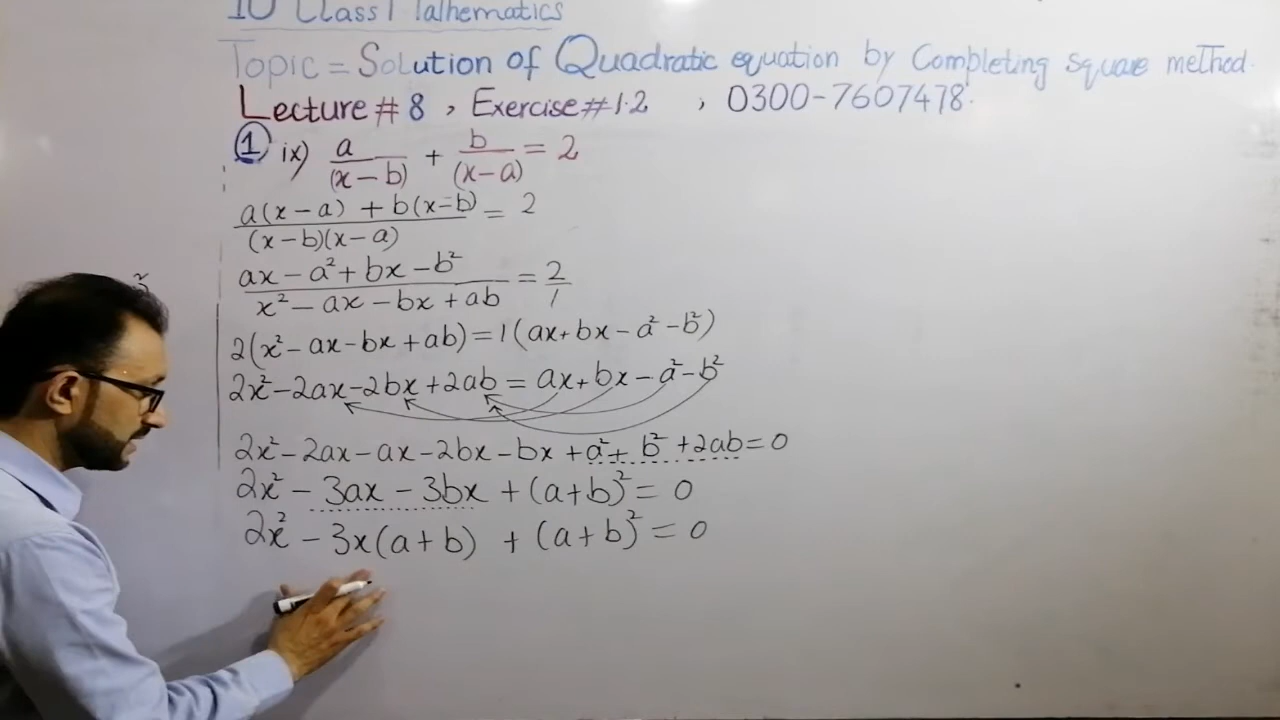 10 Class Mathematics
Topic = Solution of Quadratic equation by Completing square method.
Lecture # 8 , Exercise # 1.2 , 0300-7607478.
① ix) a/(x-b) + b/(x-a) = 2
a(x-a) + b(x-b)/(x-b)(x-a) = 2
ax - a² + bx - b²/x² - ax - bx + ab = 2/1
2(x² - ax - bx + ab) = 1(ax + bx - a² - b²)
2x² - 2ax - 2bx + 2ab = ax + bx - a² - b²
2x² - 2ax - ax - 2bx - bx + a² + b² + 2ab = 0
2x² - 3ax - 3bx + (a+b)² = 0
2x² - 3x(a+b) + (a+b)² = 0